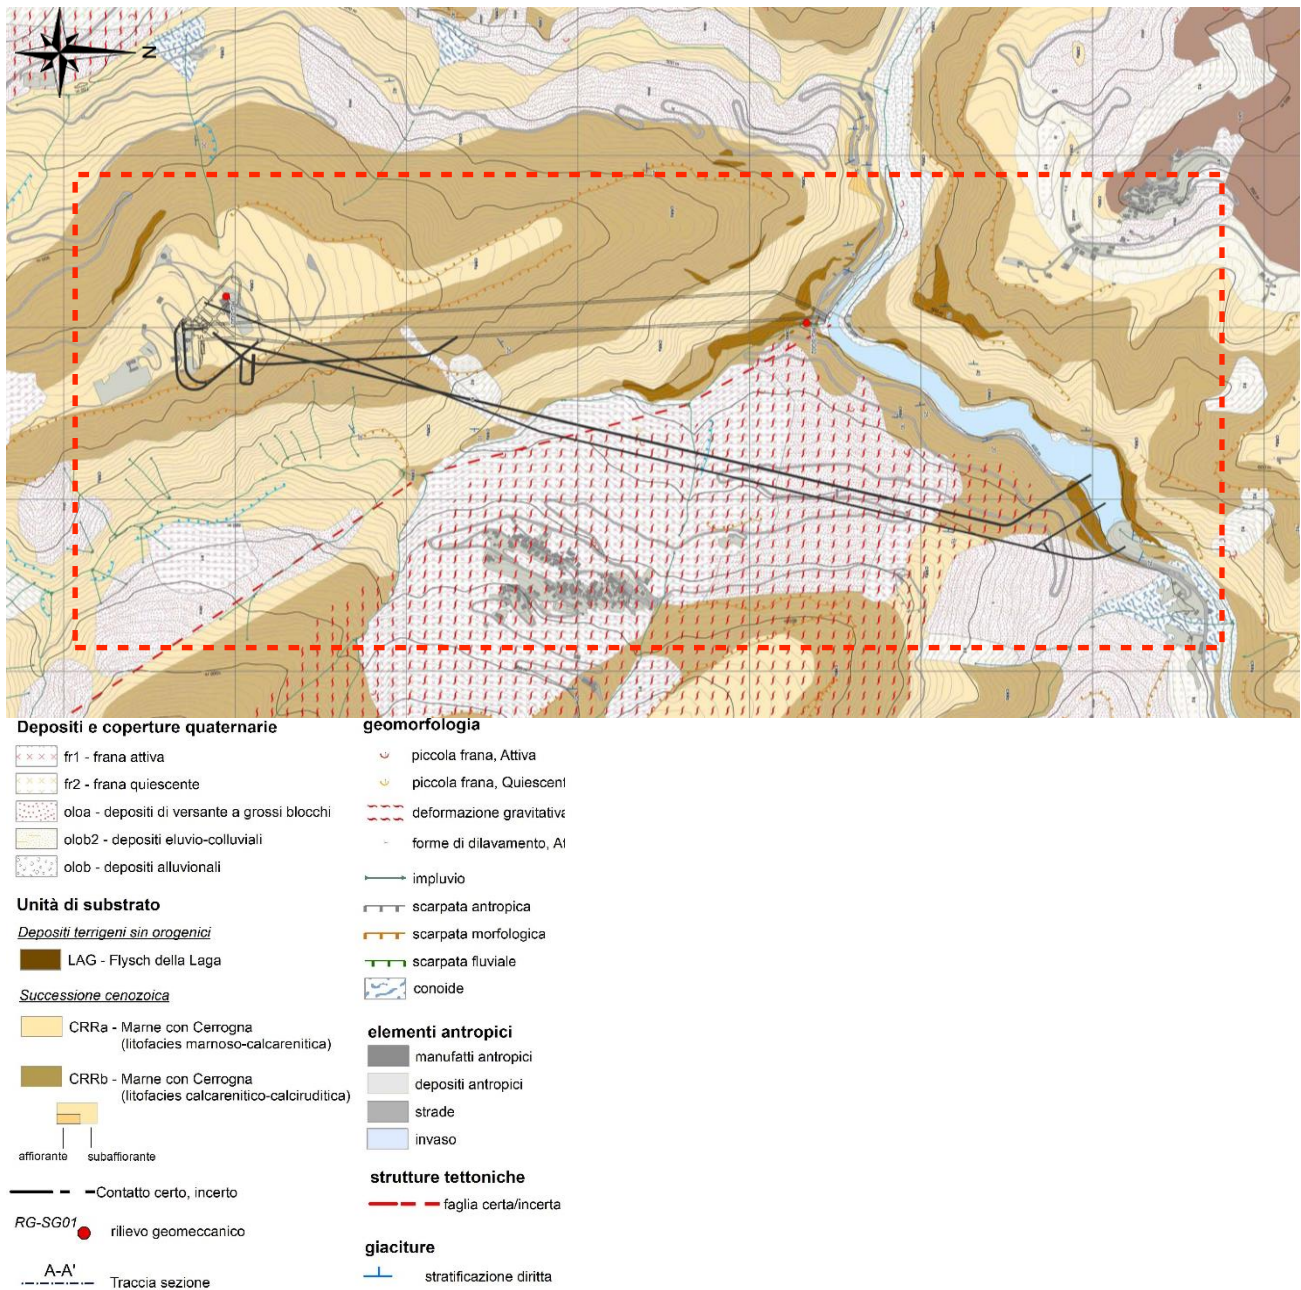 N
Depositi e coperture quaternarie
fr1 - frana attiva
fr2 - frana quiescente
oloa - depositi di versante a grossi blocchi
olob2 - depositi eluvio-colluviali
olob - depositi alluvionali
Unità di substrato
Depositi terrigeni sin orogenici
LAG - Flysch della Laga
Successione cenozoica
CRRa - Marne con Cerrogna
(litofacies marnoso-calcarenitica)
CRRb - Marne con Cerrogna
(litofacies calcarenitico-calciruditica)
affiorante subaffiorante
Contatto certo, incerto
RG-SG01 rilievo geomeccanico
A-A' Traccia sezione
geomorfologia
piccola frana, Attiva
piccola frana, Quiescent
deformazione gravitativa
forme di dilavamento, At
impluvio
scarpata antropica
scarpata morfologica
scarpata fluviale
conoide
elementi antropici
manufatti antropici
depositi antropici
strade
invaso
strutture tettoniche
faglia certa/incerta
giaciture
stratificazione diritta